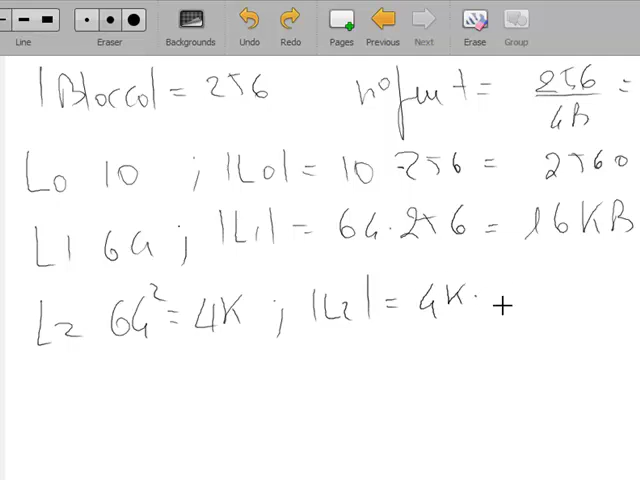 Line Eraser Backgrounds Undo Redo Pages Previous Next Erase Group
|Blocco| = 256 nofent = 256/4B =
L0 10 ; |L0| = 10 · 256 = 2560
L1 64 ; |L1| = 64 · 256 = 16KB
L2 64² = 4K ; |L2| = 4K ·